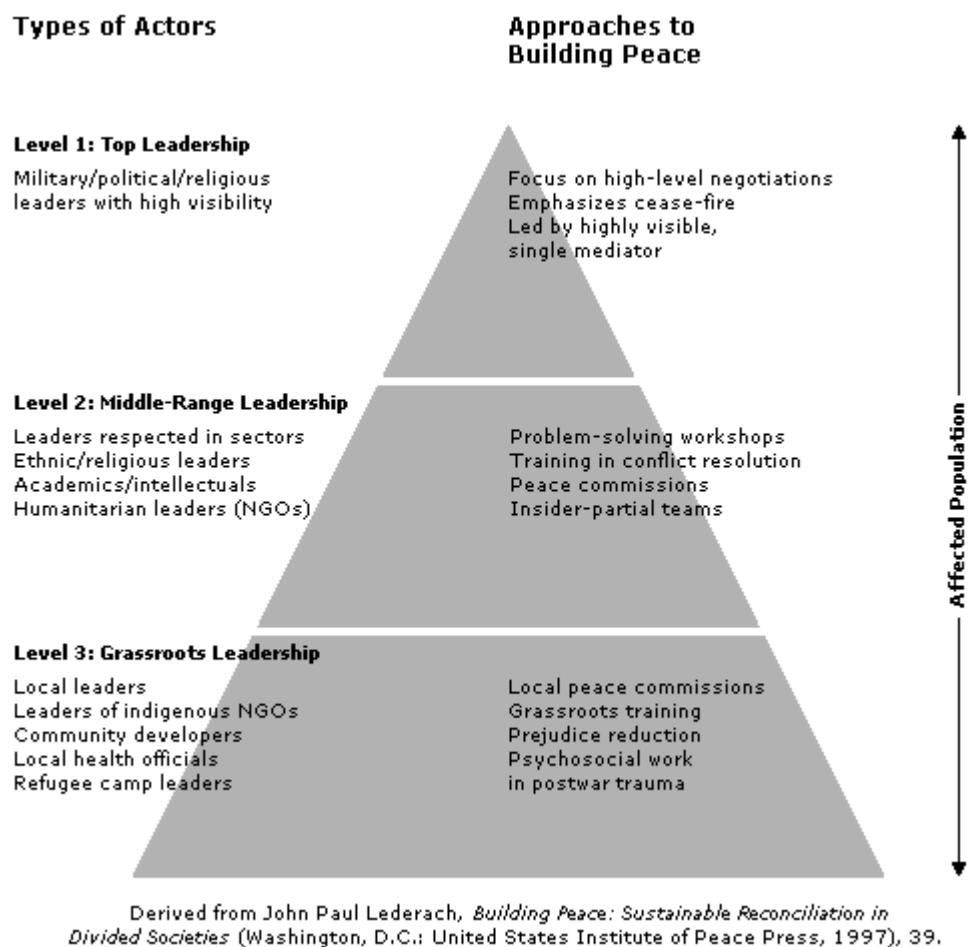 Types of Actors
Approaches to
Building Peace
Level 1: Top Leadership
Military/political/religious
leaders with high visibility
Focus on high-level negotiations
Emphasizes cease-fire
Led by highly visible,
single mediator
Level 2: Middle-Range Leadership
Leaders respected in sectors
Ethnic/religious leaders
Academics/intellectuals
Humanitarian leaders (NGOs)
Problem-solving workshops
Training in conflict resolution
Peace commissions
Insider-partial teams
Level 3: Grassroots Leadership
Local leaders
Leaders of indigenous NGOs
Community developers
Local health officials
Refugee camp leaders
Local peace commissions
Grassroots training
Prejudice reduction
Psychosocial work
in postwar trauma
Affected Population
Derived from John Paul Lederach, Building Peace: Sustainable Reconciliation in
Divided Societies (Washington, D.C.: United States Institute of Peace Press, 1997), 39.